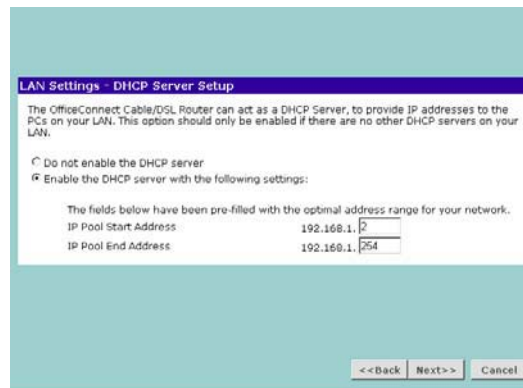 LAN Settings - DHCP Server Setup
The OfficeConnect Cable/DSL Router can act as a DHCP Server, to provide IP addresses to the
PCs on your LAN. This option should only be enabled if there are no other DHCP servers on your
LAN.
Do not enable the DHCP server
Enable the DHCP server with the following settings:
The fields below have been pre-filled with the optimal address range for your network.
IP Pool Start Address 192.168.1. 2
IP Pool End Address 192.168.1. 254
<<Back Next>> Cancel